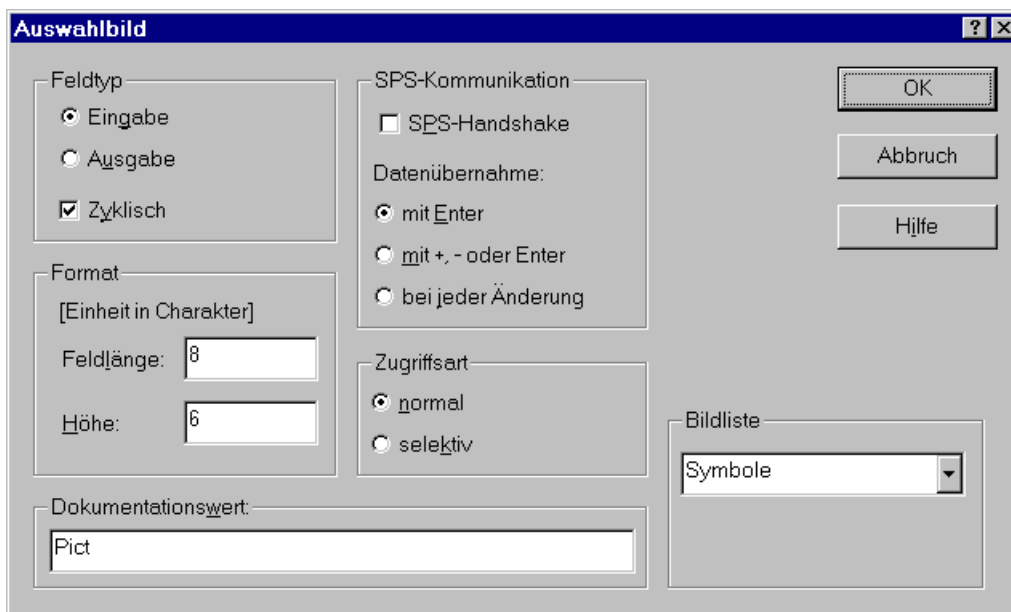 Auswahlbild
Feldtyp
Eingabe
Ausgabe
Zyklisch
Format
[Einheit in Charakter]
Feldlänge: 8
Höhe: 6
SPS-Kommunikation
SPS-Handshake
Datenübernahme:
mit Enter
mit +, - oder Enter
bei jeder Änderung
Zugriffsart
normal
selektiv
OK
Abbruch
Hilfe
Bildliste
Symbole
Dokumentationswert:
Pict